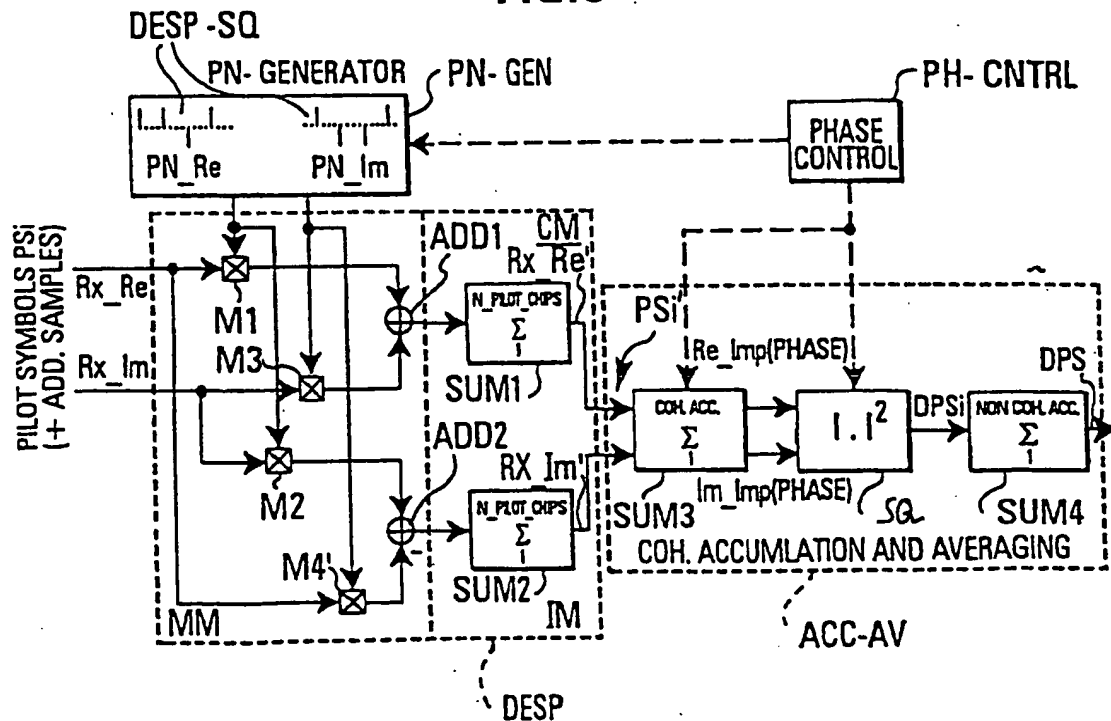 DESP-SQ
PN- GENERATOR
PN-GEN
PN_Re
PN_Im
PH- CNTRL
PHASE
CONTROL
PILOT SYMBOLS PSi
(+ ADD. SAMPLES)
Rx_Re
Rx_Im
M1
M3
M2
M4'
MM
ADD1
ADD2
-
CM
Rx_Re'
N_PILOT_CHIPS
Σ
1
SUM1
RX_Im'
N_PILOT_CHIPS
Σ
1
SUM2
IM
DESP
PSi'
Re_Imp(PHASE)
COH. ACC.
Σ
1
SUM3
Im_Imp(PHASE)
|.|²
SQ
DPSi
NON COH. ACC.
Σ
1
SUM4
DPS
COH. ACCUMLATION AND AVERAGING
ACC-AV